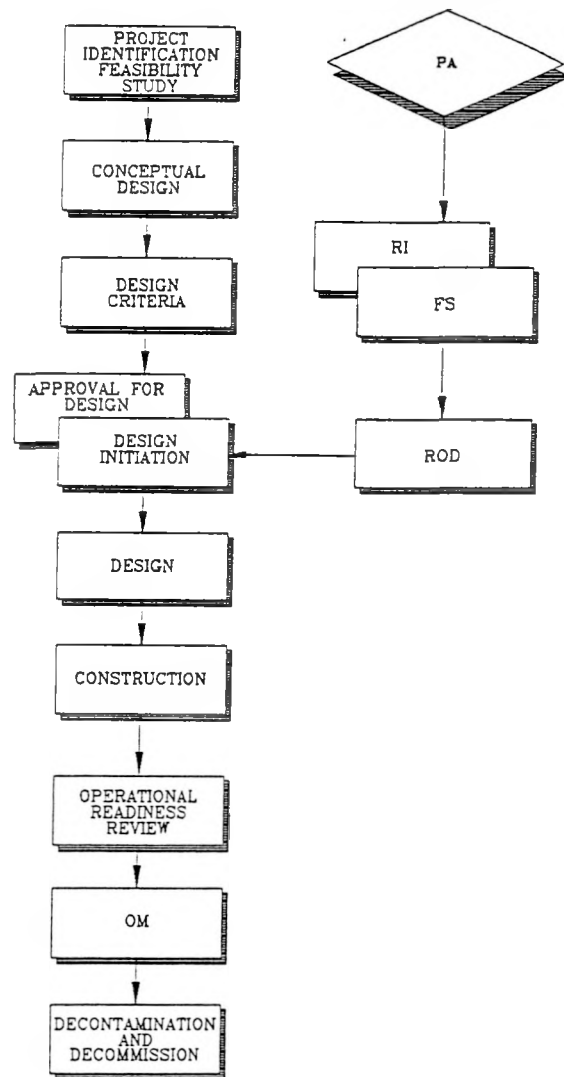 PROJECT
IDENTIFICATION
FEASIBILITY
STUDY
PA
CONCEPTUAL
DESIGN
RI
FS
DESIGN
CRITERIA
APPROVAL FOR
DESIGN
DESIGN
INITIATION
ROD
DESIGN
CONSTRUCTION
OPERATIONAL
READINESS
REVIEW
OM
DECONTAMINATION
AND
DECOMMISSION